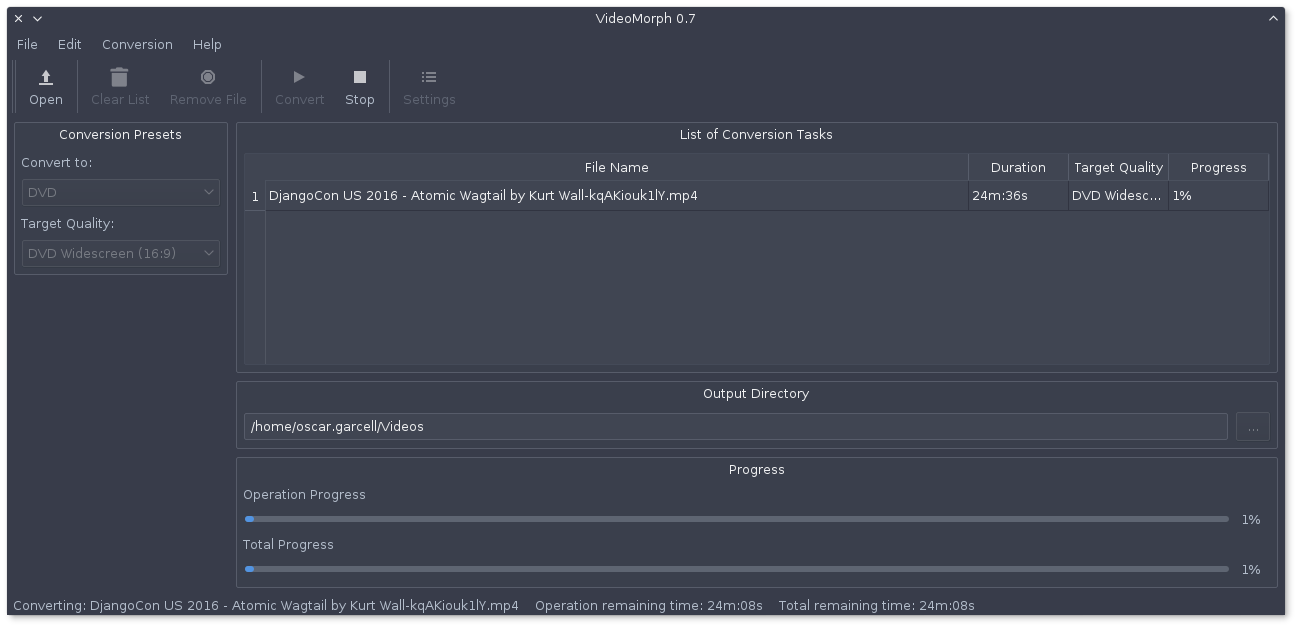 VideoMorph 0.7
File Edit Conversion Help
Open Clear List Remove File Convert Stop Settings
Conversion Presets
Convert to:
DVD
Target Quality:
DVD Widescreen (16:9)
List of Conversion Tasks
File Name Duration Target Quality Progress
1 DjangoCon US 2016 - Atomic Wagtail by Kurt Wall-kqAKiouk1lY.mp4 24m:36s DVD Widesc... 1%
Output Directory
/home/oscar.garcell/Videos ...
Progress
Operation Progress
1%
Total Progress
1%
Converting: DjangoCon US 2016 - Atomic Wagtail by Kurt Wall-kqAKiouk1lY.mp4 Operation remaining time: 24m:08s Total remaining time: 24m:08s